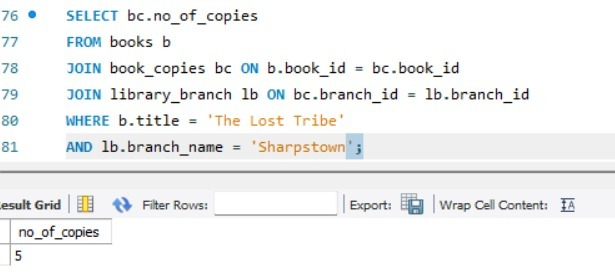 76 SELECT bc.no_of_copies
77 FROM books b
78 JOIN book_copies bc ON b.book_id = bc.book_id
79 JOIN library_branch lb ON bc.branch_id = lb.branch_id
80 WHERE b.title = 'The Lost Tribe'
81 AND lb.branch_name = 'Sharpstown';
esult Grid Filter Rows: Export: Wrap Cell Content: IA
no_of_copies
5